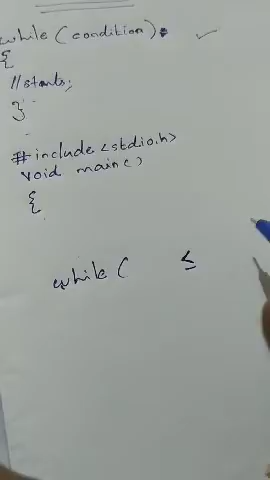 while (condition);
{
//stmts;
}
#include <stdio.h>
void main()
{
while ( ≤